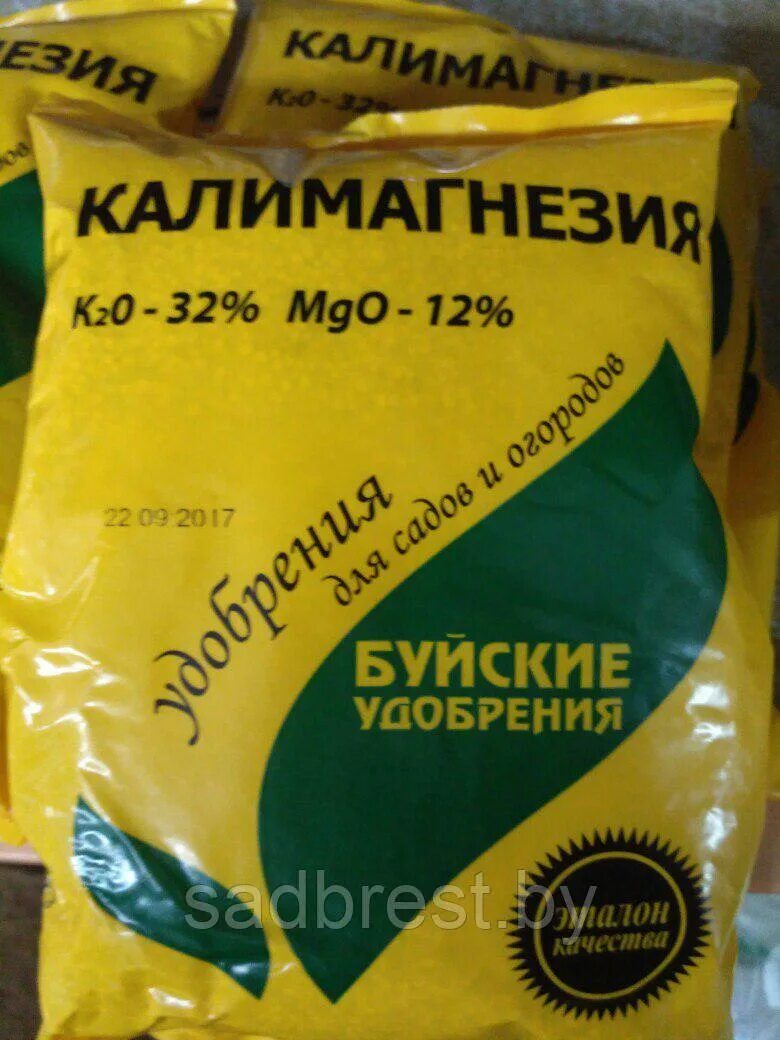 ЕЗИЯ
КАЛИМАГНЕЗИЯ
K₂O - 32%
КАЛИМАГНЕЗИЯ
K₂O - 32% MgO - 12%
22 09 2017
удобрения
для садов и огородов
БУЙСКИЕ
УДОБРЕНИЯ
эталон
качества
sadbrest.by